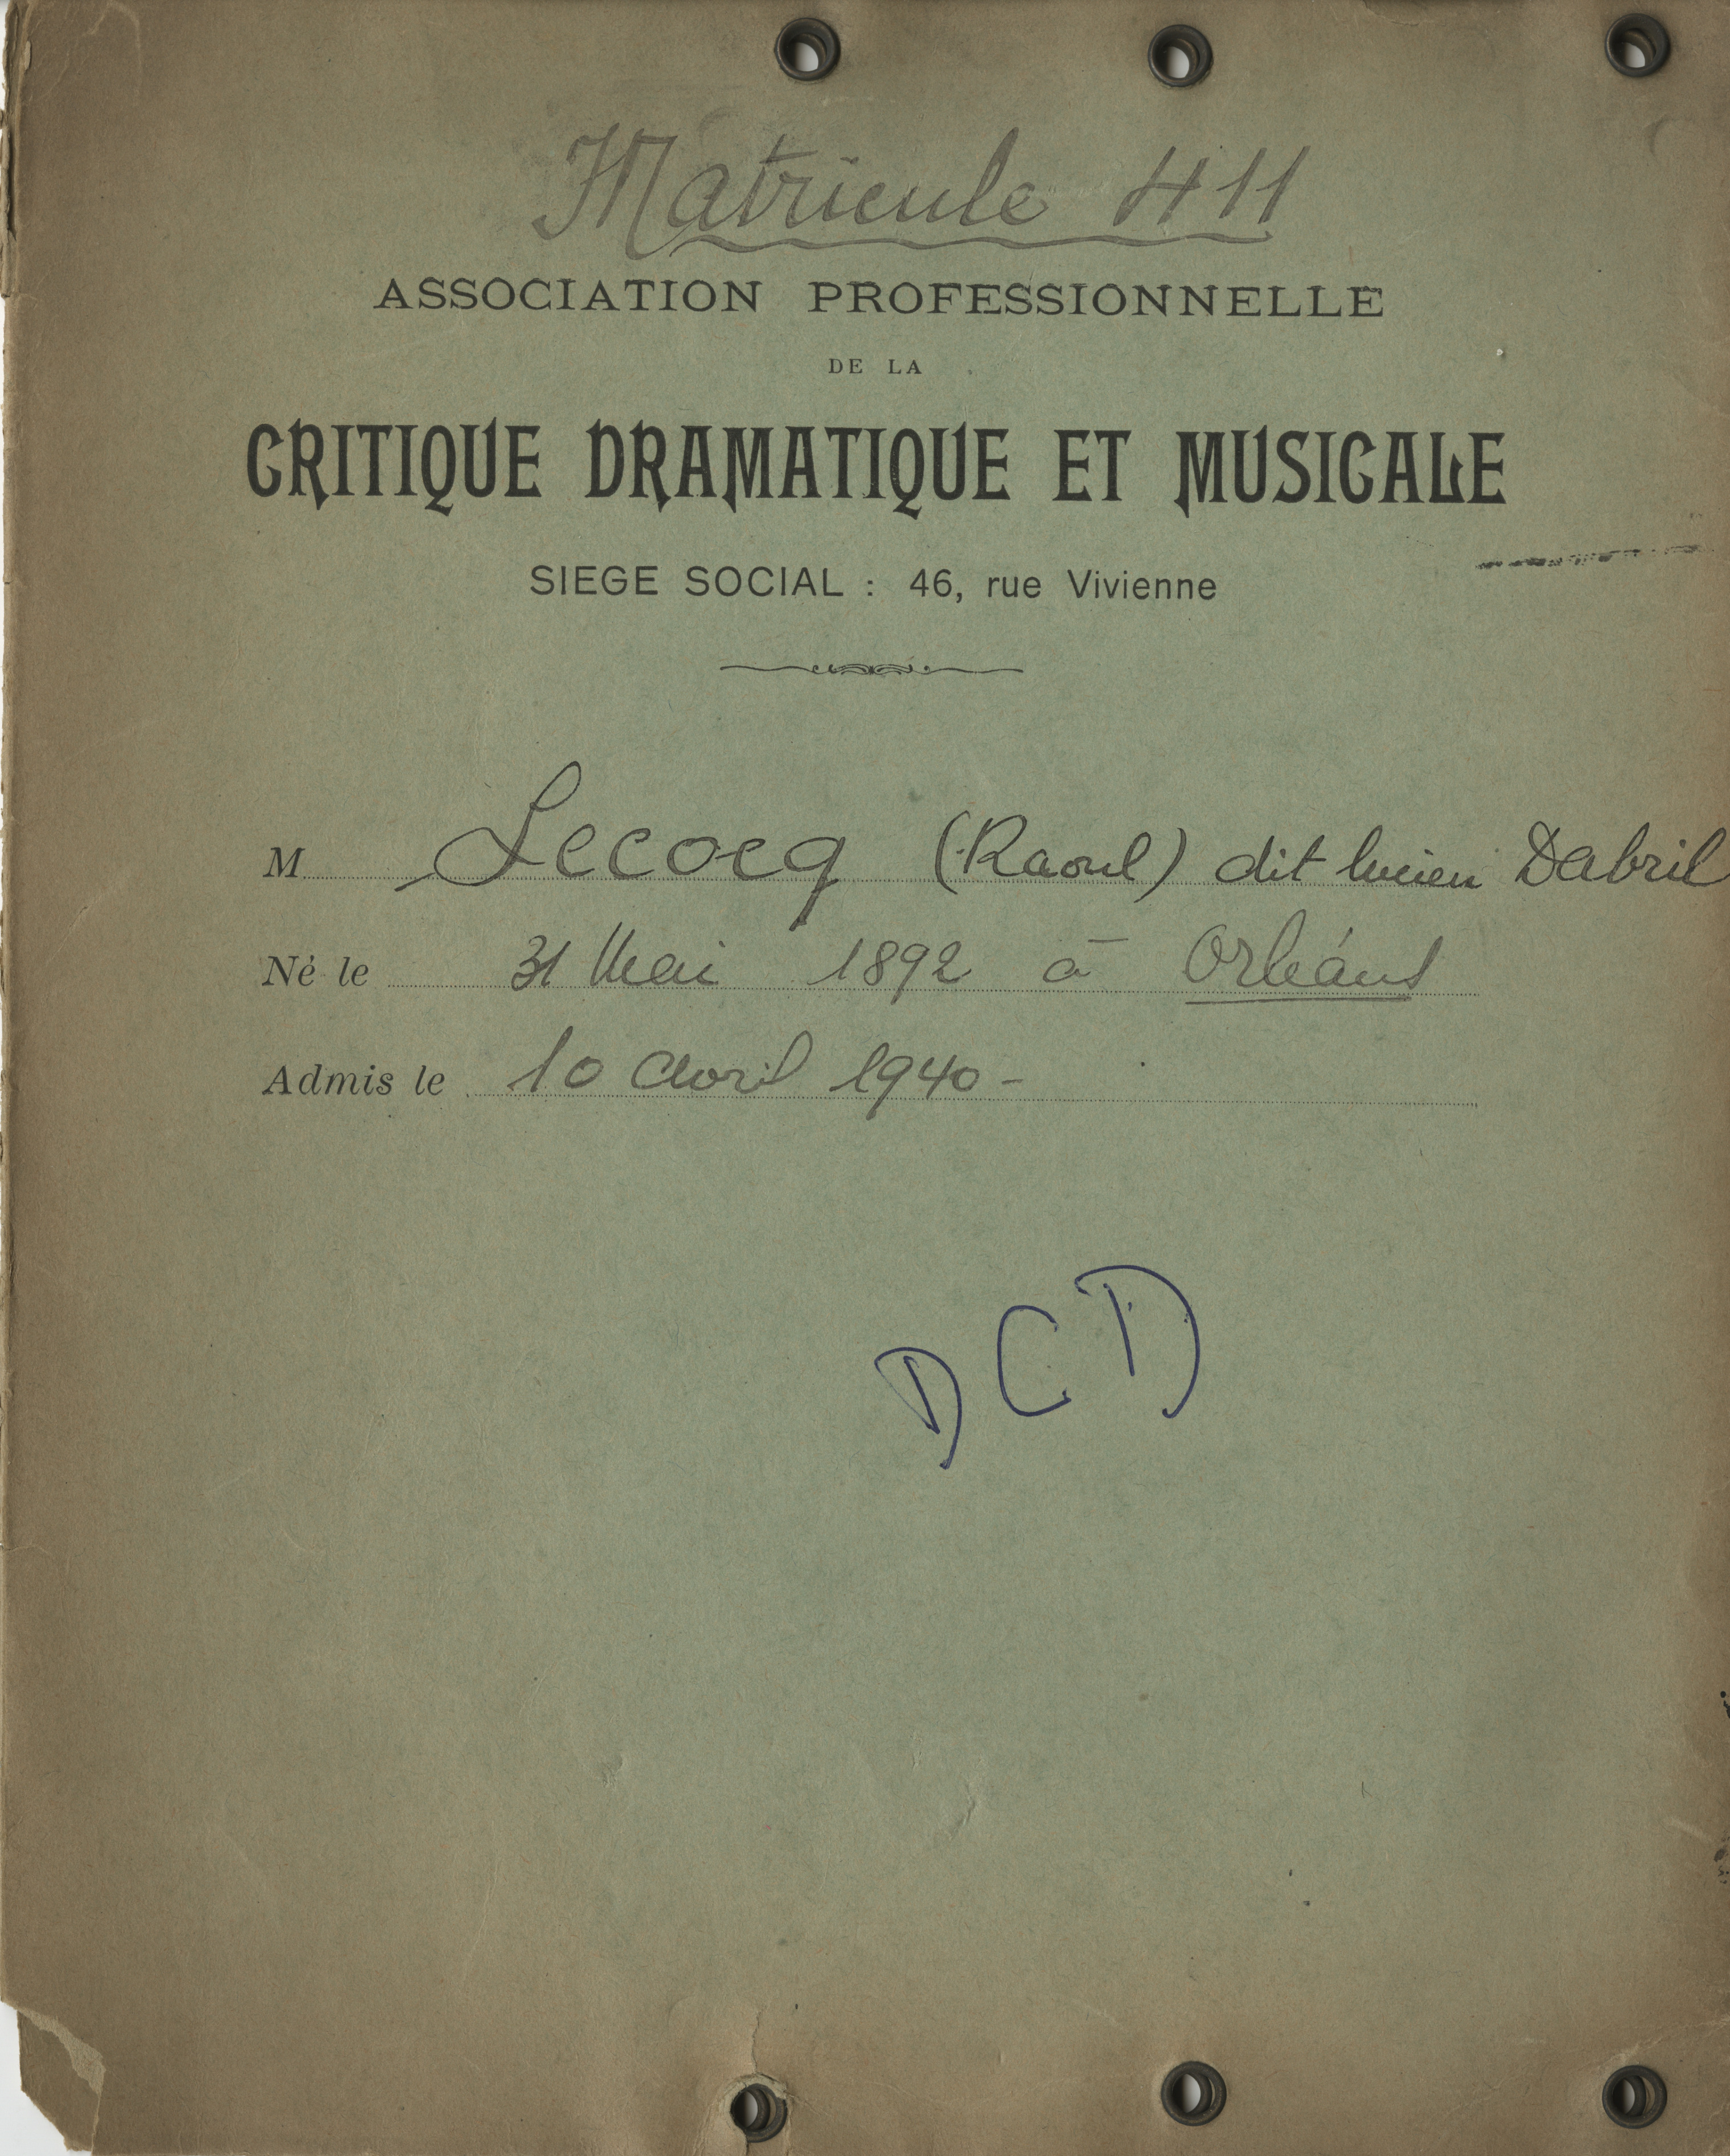 Matricule 411
ASSOCIATION PROFESSIONNELLE
DE LA
CRITIQUE DRAMATIQUE ET MUSICALE
SIEGE SOCIAL : 46, rue Vivienne
M Lecocq (Raoul) dit lucien Dabril
Né le 31 Mai 1892 à Orléans
Admis le 10 Avril 1940 -
DCD